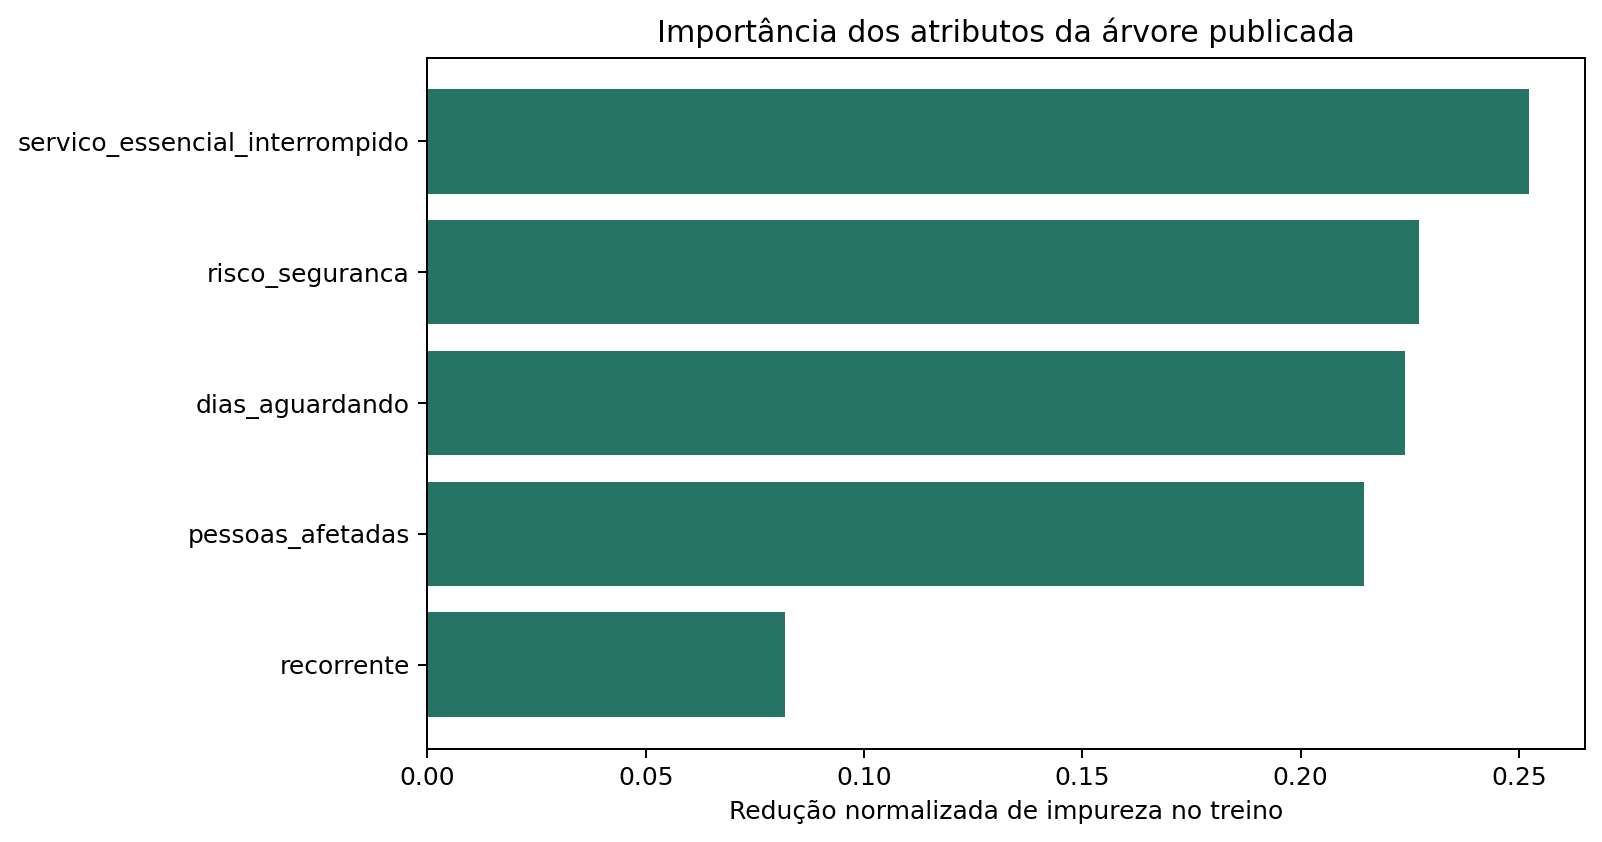 Importância dos atributos da árvore publicada
servico_essencial_interrompido
risco_seguranca
dias_aguardando
pessoas_afetadas
recorrente
0.00 0.05 0.10 0.15 0.20 0.25
Redução normalizada de impureza no treino